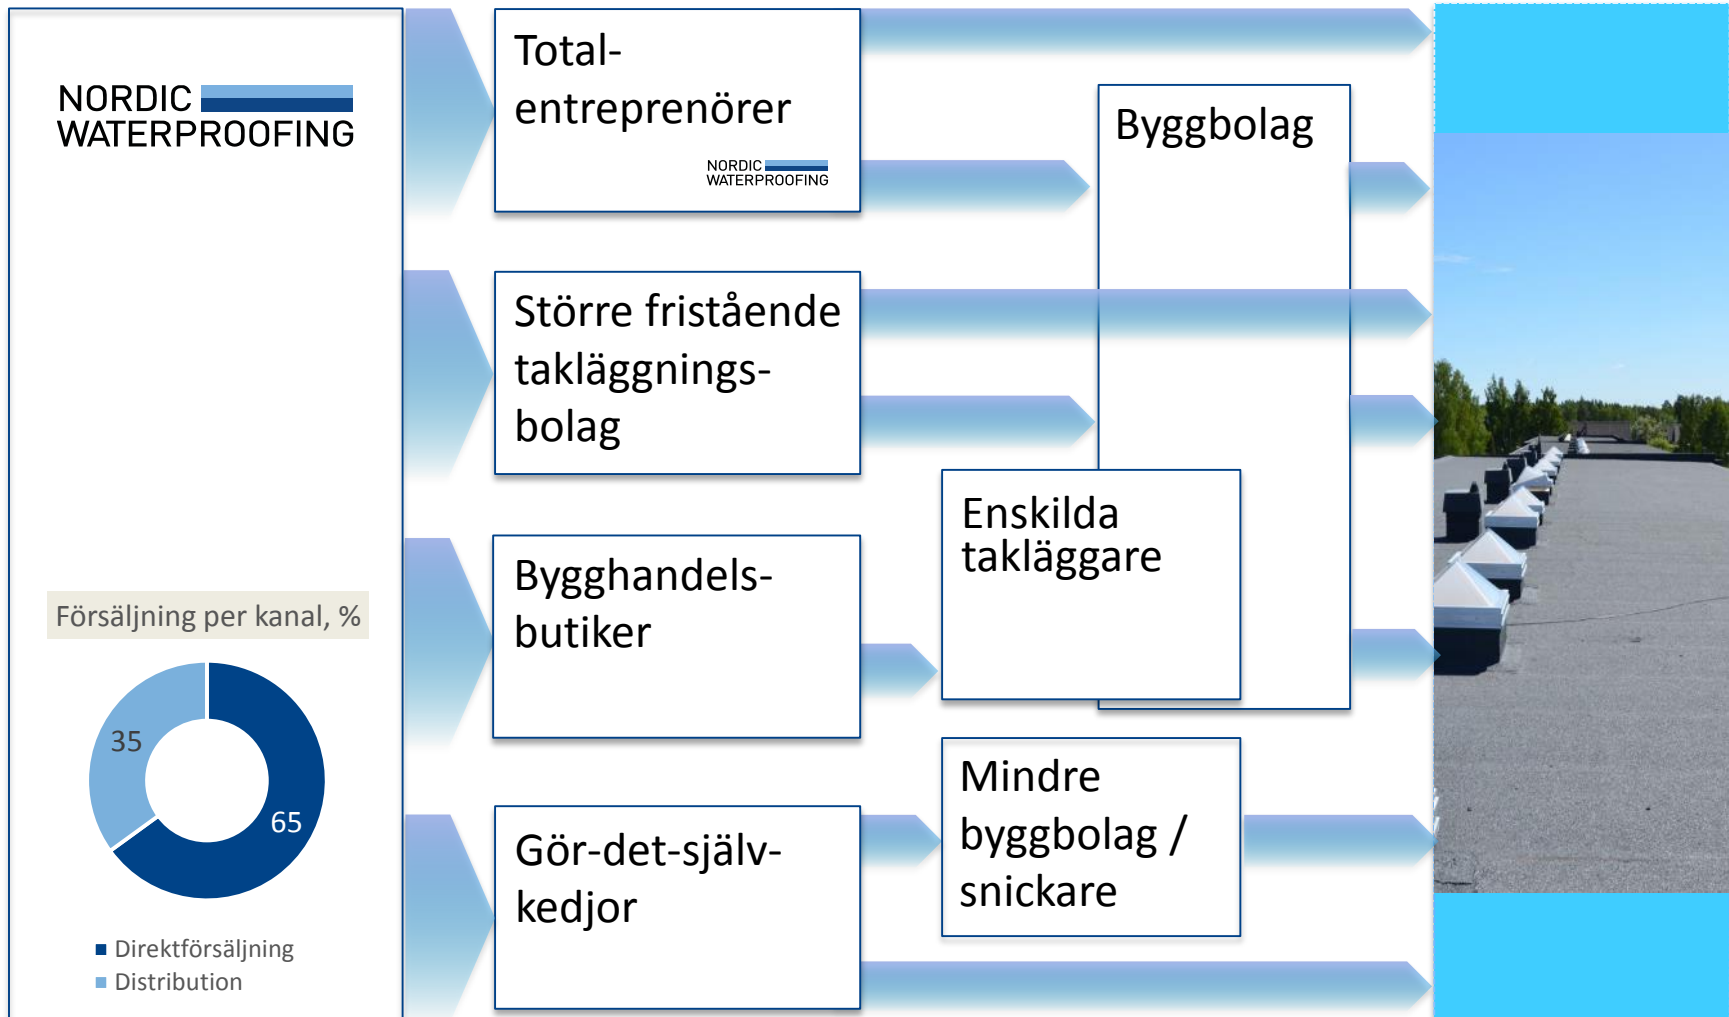 NORDIC
WATERPROOFING
Försäljning per kanal, %
35
65
Direktförsäljning
Distribution
Total-
entreprenörer
NORDIC
WATERPROOFING
Större fristående
takläggnings-
bolag
Bygghandels-
butiker
Gör-det-själv-
kedjor
Byggbolag
Enskilda
takläggare
Mindre
byggbolag /
snickare